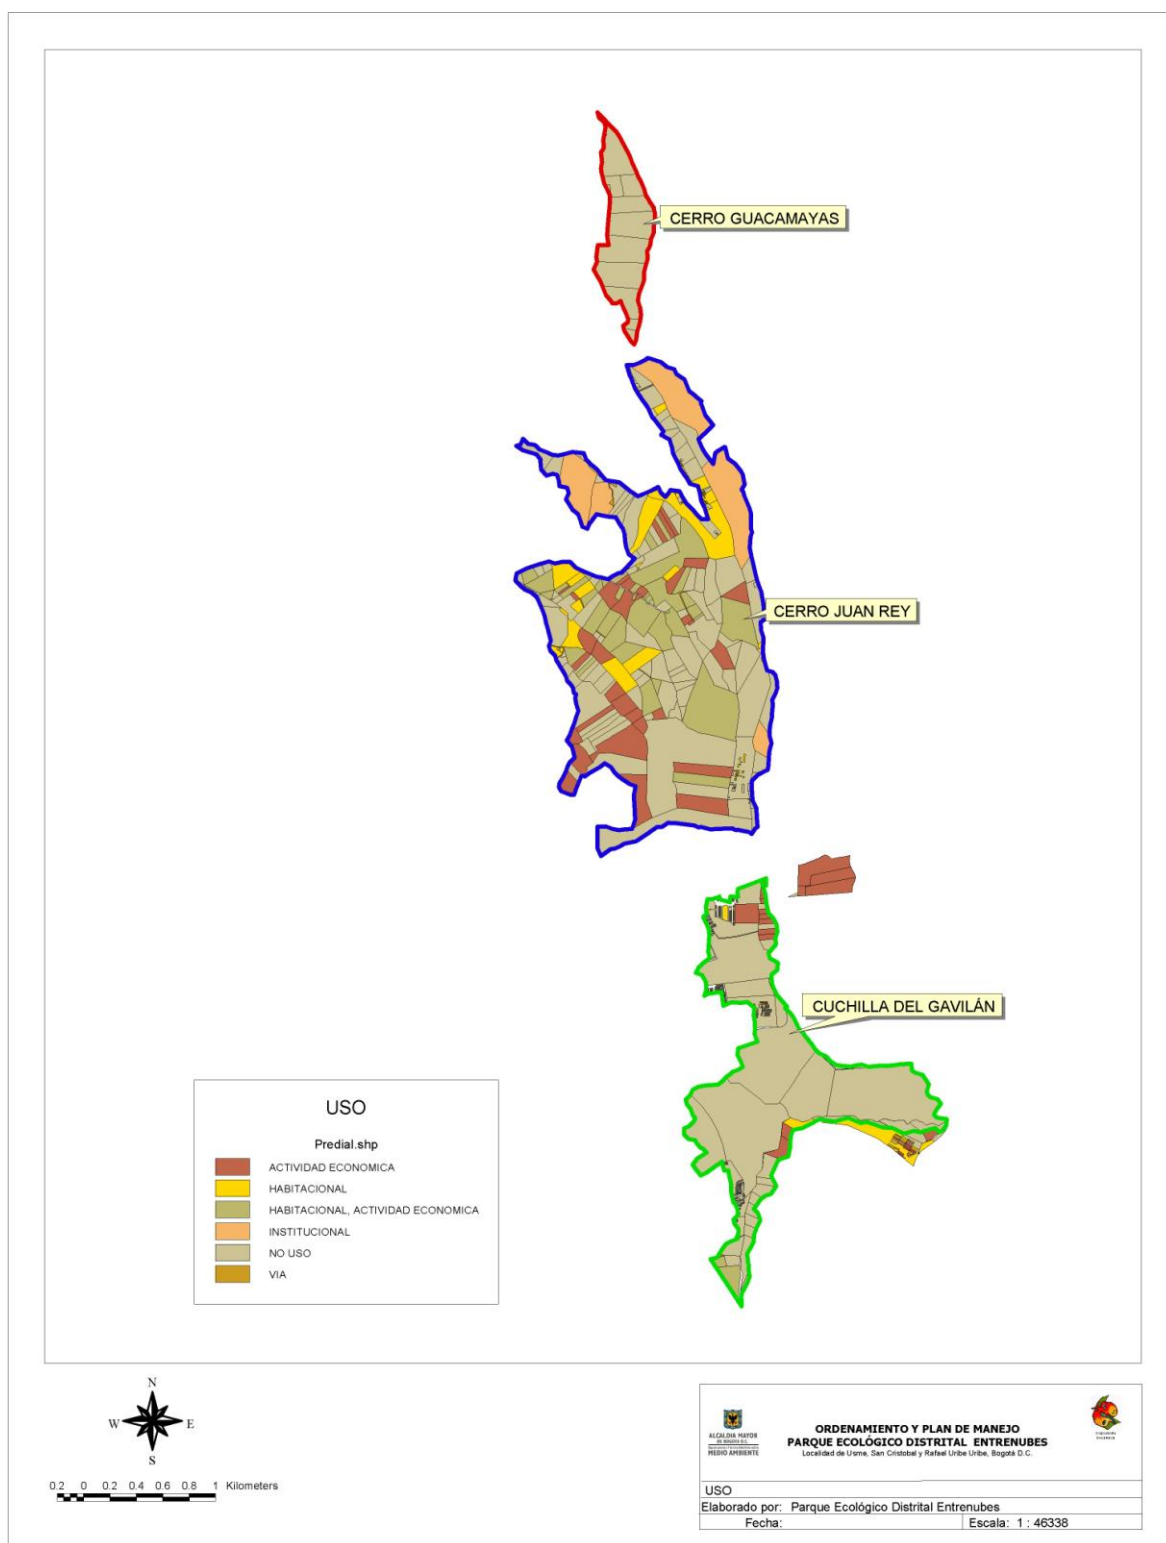 CERRO GUACAMAYAS
CERRO JUAN REY
CUCHILLA DEL GAVILÁN
USO
Predial.shp
ACTIVIDAD ECONOMICA
HABITACIONAL
HABITACIONAL, ACTIVIDAD ECONOMICA
INSTITUCIONAL
NO USO
VIA
N
W E
S
0.2 0 0.2 0.4 0.6 0.8 1 Kilometers
ALCALDIA MAYOR
DE BOGOTA D.C.
MEDIO AMBIENTE
ORDENAMIENTO Y PLAN DE MANEJO
PARQUE ECOLÓGICO DISTRITAL ENTRENUBES
Localidad de Usme, San Cristobal y Rafael Uribe Uribe, Bogotá D.C.
USO
Elaborado por: Parque Ecológico Distrital Entrenubes
Fecha: Escala: 1 : 46338